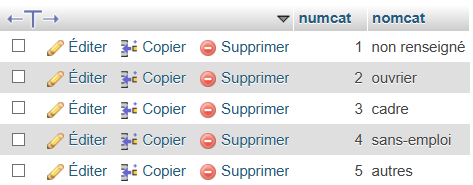 numcat nomcat
Éditer Copier Supprimer 1 non renseigné
Éditer Copier Supprimer 2 ouvrier
Éditer Copier Supprimer 3 cadre
Éditer Copier Supprimer 4 sans-emploi
Éditer Copier Supprimer 5 autres